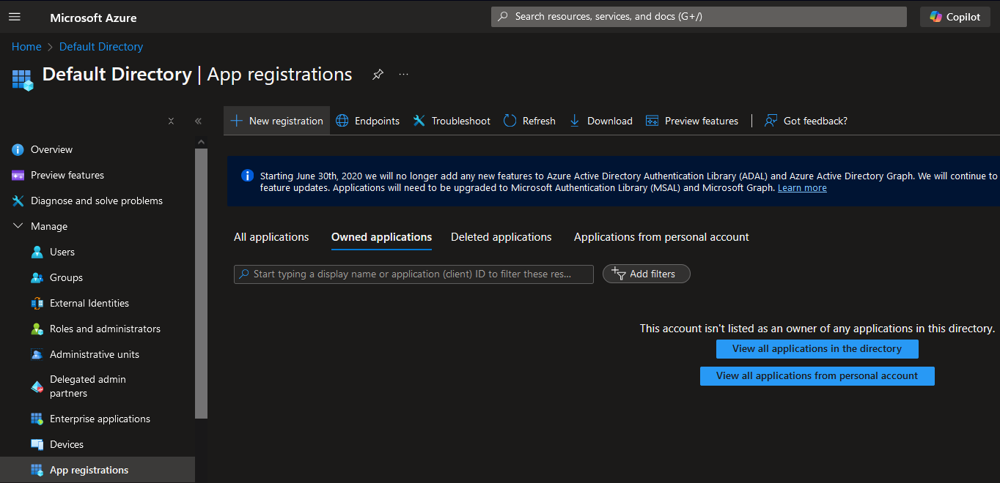 Microsoft Azure
Search resources, services, and docs (G+/)
Copilot
Home > Default Directory
Default Directory | App registrations
...
New registration
Endpoints
Troubleshoot
Refresh
Download
Preview features
Got feedback?
Overview
Preview features
Diagnose and solve problems
Manage
Users
Groups
External Identities
Roles and administrators
Administrative units
Delegated admin
partners
Enterprise applications
Devices
App registrations
Starting June 30th, 2020 we will no longer add any new features to Azure Active Directory Authentication Library (ADAL) and Azure Active Directory Graph. We will continue to
feature updates. Applications will need to be upgraded to Microsoft Authentication Library (MSAL) and Microsoft Graph. Learn more
All applications
Owned applications
Deleted applications
Applications from personal account
Start typing a display name or application (client) ID to filter these res...
Add filters
This account isn't listed as an owner of any applications in this directory.
View all applications in the directory
View all applications from personal account